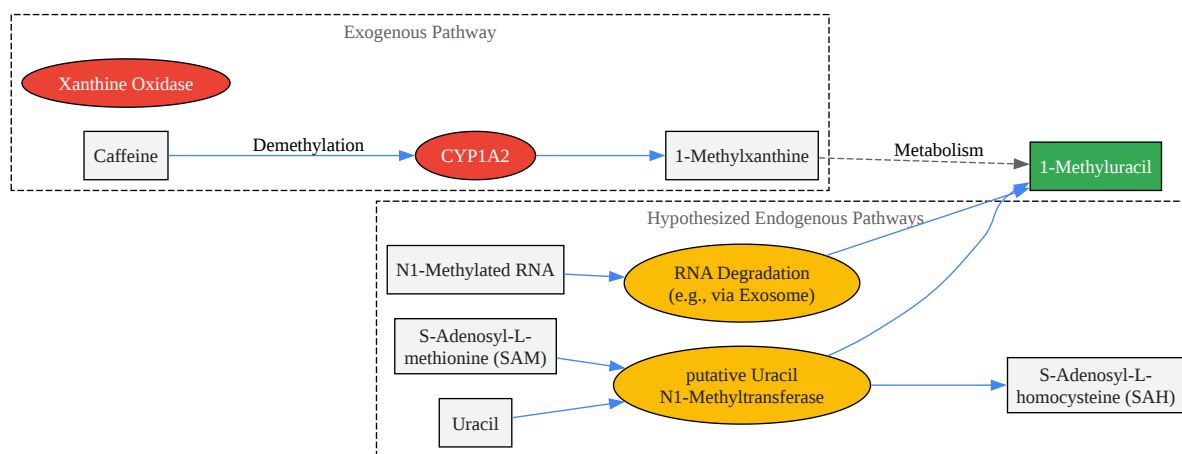 Exogenous Pathway
Xanthine Oxidase
Caffeine
Demethylation
CYP1A2
1-Methylxanthine
Metabolism
1-Methyluracil
Hypothesized Endogenous Pathways
N1-Methylated RNA
RNA Degradation
(e.g., via Exosome)
S-Adenosyl-L-
methionine (SAM)
Uracil
putative Uracil
N1-Methyltransferase
S-Adenosyl-L-
homocysteine (SAH)